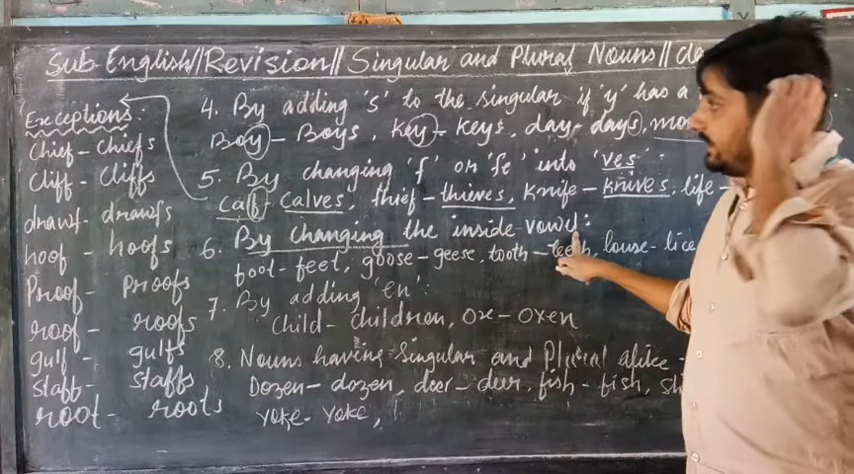 Sub English//Revision// Singular and Plural Nouns//
Exceptions:
Chief- Chiefs
Cliff- Cliffs
drawf- drawfs
hoof - hoofs
Proof - Proofs
roof - roofs
gulf - gulfs
staff- staffs
root- roots
4. By adding 's' to the singular if 'y' has a
Boy - Boys, key - keys, day- days,
5. By changing 'f' or 'fe' into 'ves':
calf - calves, thief - thieves, knife - knives, life -
6. By changing the inside vowel:
foot- feet, goose - geese, tooth - teeth, louse - lice
7. By adding 'en':
Child - children, ox - oxen
8. Nouns having Singular and Plural alike -
Dozen - dozen, deer - deer, fish - fish,
yoke- yoke,